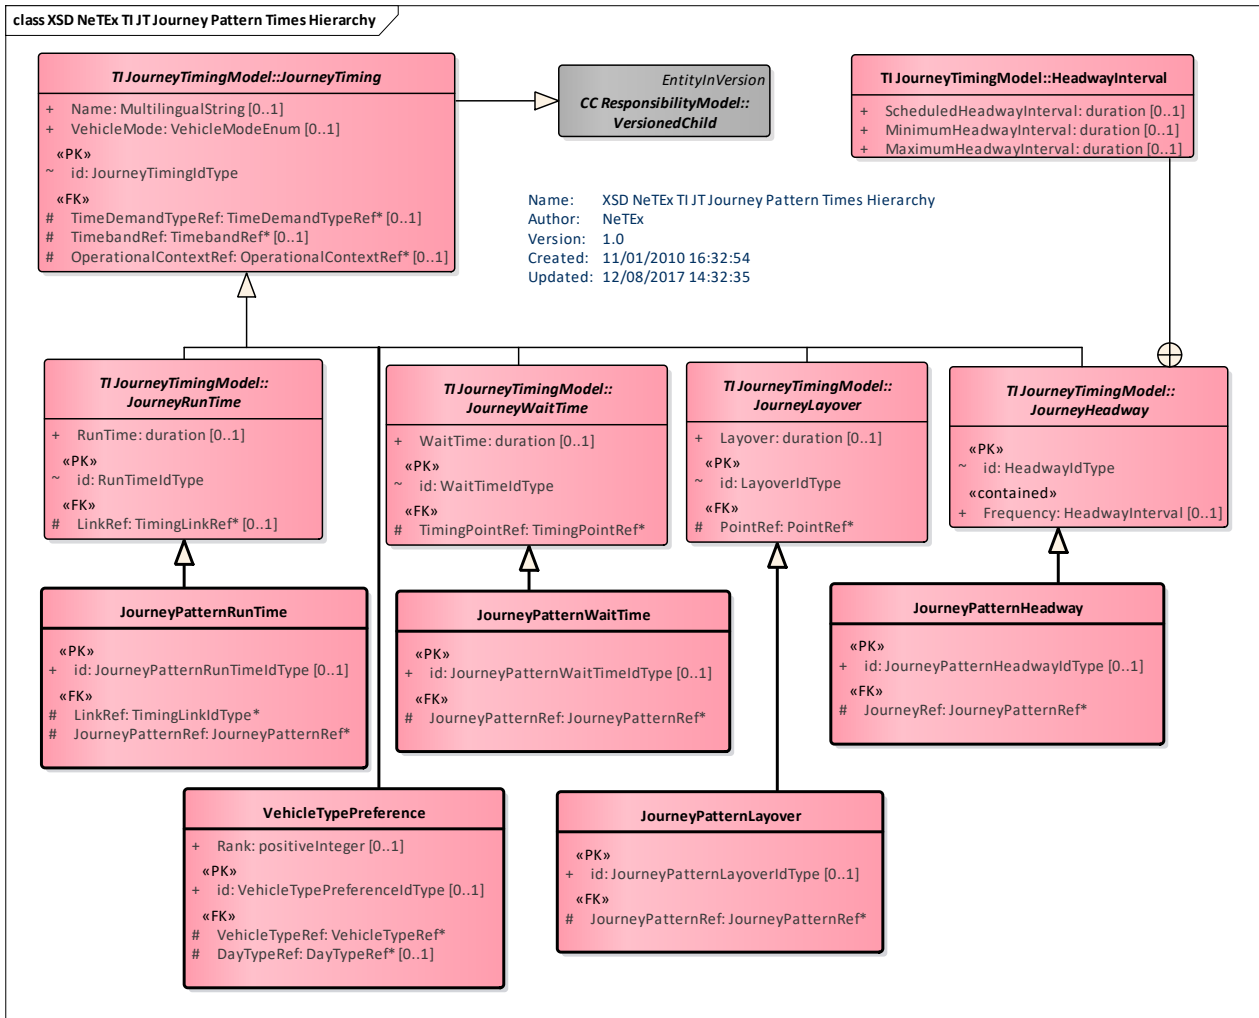 class XSD NeTEx TI JT Journey Pattern Times Hierarchy
TI JourneyTimingModel::JourneyTiming
+ Name: MultilingualString [0..1]
+ VehicleMode: VehicleModeEnum [0..1]
«PK»
~ id: JourneyTimingIdType
«FK»
# TimeDemandTypeRef: TimeDemandTypeRef* [0..1]
# TimebandRef: TimebandRef* [0..1]
# OperationalContextRef: OperationalContextRef* [0..1]
EntityInVersion
CC ResponsibilityModel::
VersionedChild
TI JourneyTimingModel::HeadwayInterval
+ ScheduledHeadwayInterval: duration [0..1]
+ MinimumHeadwayInterval: duration [0..1]
+ MaximumHeadwayInterval: duration [0..1]
Name: XSD NeTEx TI JT Journey Pattern Times Hierarchy
Author: NeTEx
Version: 1.0
Created: 11/01/2010 16:32:54
Updated: 12/08/2017 14:32:35
TI JourneyTimingModel::
JourneyRunTime
+ RunTime: duration [0..1]
«PK»
~ id: RunTimeIdType
«FK»
# LinkRef: TimingLinkRef* [0..1]
TI JourneyTimingModel::
JourneyWaitTime
+ WaitTime: duration [0..1]
«PK»
~ id: WaitTimeIdType
«FK»
# TimingPointRef: TimingPointRef*
TI JourneyTimingModel::
JourneyLayover
+ Layover: duration [0..1]
«PK»
~ id: LayoverIdType
«FK»
# PointRef: PointRef*
TI JourneyTimingModel::
JourneyHeadway
«PK»
~ id: HeadwayIdType
«contained»
+ Frequency: HeadwayInterval [0..1]
JourneyPatternRunTime
«PK»
+ id: JourneyPatternRunTimeIdType [0..1]
«FK»
# LinkRef: TimingLinkIdType*
# JourneyPatternRef: JourneyPatternRef*
JourneyPatternWaitTime
«PK»
+ id: JourneyPatternWaitTimeIdType [0..1]
«FK»
# JourneyPatternRef: JourneyPatternRef*
JourneyPatternHeadway
«PK»
+ id: JourneyPatternHeadwayIdType [0..1]
«FK»
# JourneyRef: JourneyPatternRef*
VehicleTypePreference
+ Rank: positiveInteger [0..1]
«PK»
+ id: VehicleTypePreferenceIdType [0..1]
«FK»
# VehicleTypeRef: VehicleTypeRef*
# DayTypeRef: DayTypeRef* [0..1]
JourneyPatternLayover
«PK»
+ id: JourneyPatternLayoverIdType [0..1]
«FK»
# JourneyPatternRef: JourneyPatternRef*